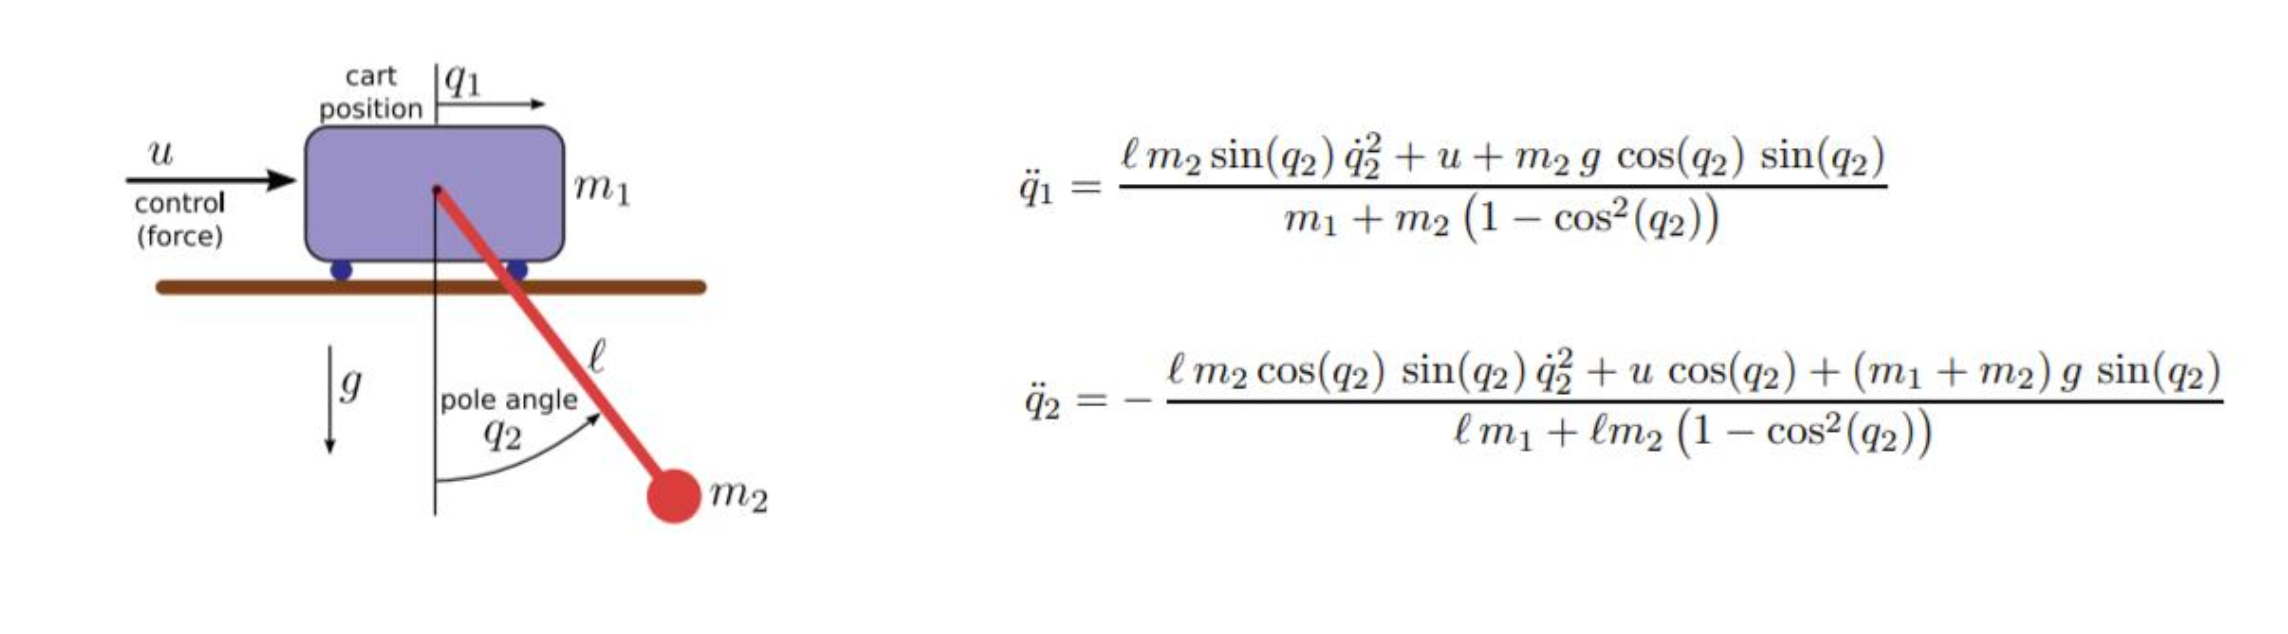 cart
position
q₁
u
control
(force)
m₁
ℓ
g
pole angle
q₂
m₂
q̈₁ = (ℓ m₂ sin(q₂) q̇₂² + u + m₂ g cos(q₂) sin(q₂)) / (m₁ + m₂ (1 − cos²(q₂)))
q̈₂ = − (ℓ m₂ cos(q₂) sin(q₂) q̇₂² + u cos(q₂) + (m₁ + m₂) g sin(q₂)) / (ℓ m₁ + ℓm₂ (1 − cos²(q₂)))